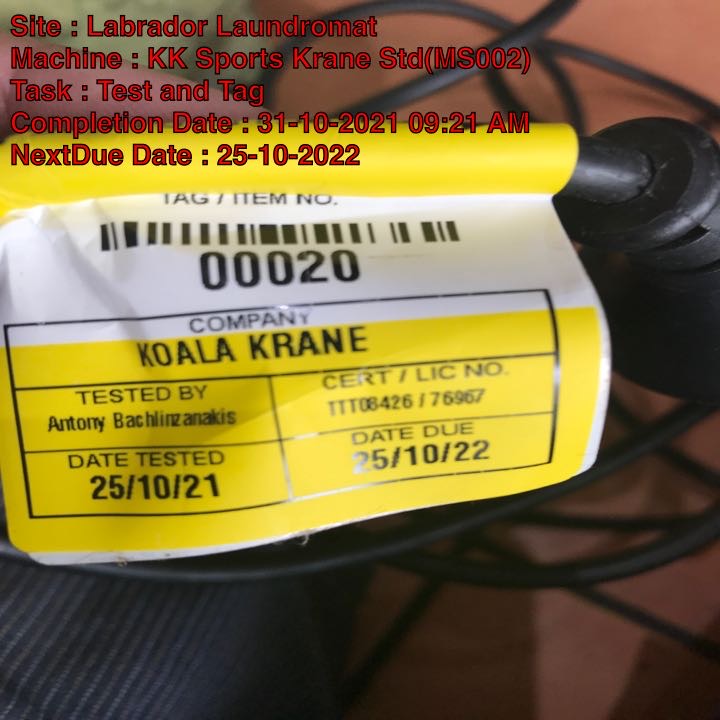 Site : Labrador Laundromat
Machine : KK Sports Krane Std(MS002)
Task : Test and Tag
Completion Date : 31-10-2021 09:21 AM
NextDue Date : 25-10-2022
TAG / ITEM NO.
00020
COMPANY
KOALA KRANE
TESTED BY
Antony Bachlinzanakis
CERT / LIC NO.
TTT08426 / 76967
DATE TESTED
25/10/21
DATE DUE
25/10/22